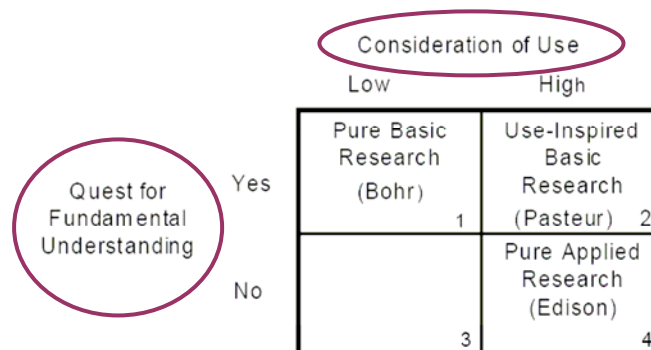 Consideration of Use
Low High
Quest for
Fundamental
Understanding
Yes
Pure Basic
Research
(Bohr)
1
Use-Inspired
Basic
Research
(Pasteur) 2
No
3
Pure Applied
Research
(Edison)
4